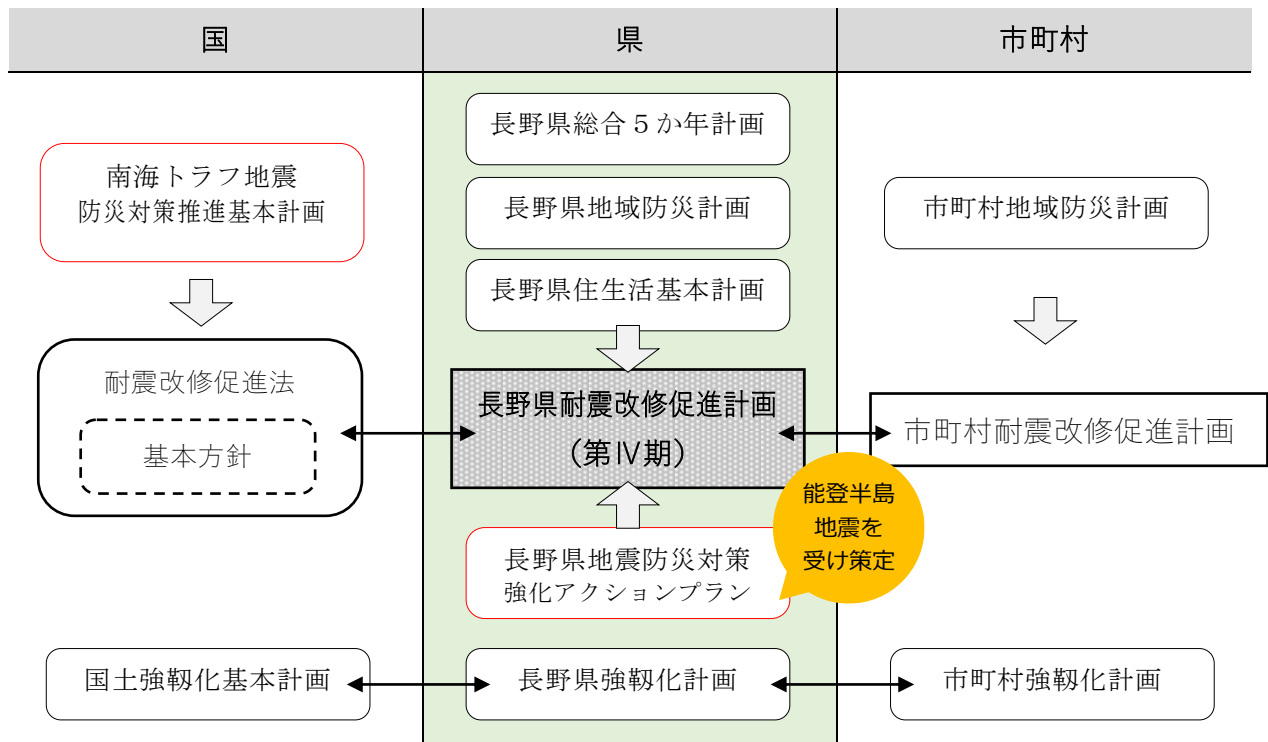 国
県
市町村
南海トラフ地震
防災対策推進基本計画
耐震改修促進法
基本方針
国土強靱化基本計画
長野県総合５か年計画
長野県地域防災計画
長野県住生活基本計画
長野県耐震改修促進計画
（第Ⅳ期）
能登半島
地震を
受け策定
長野県地震防災対策
強化アクションプラン
長野県強靱化計画
市町村地域防災計画
市町村耐震改修促進計画
市町村強靱化計画